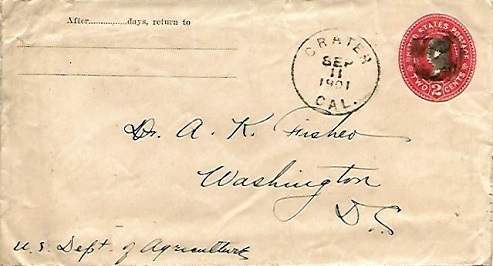 After..............days, return to
UNITED STATES POSTAGE
TWO 2 CENTS
CRATER
SEP
11
1901
CAL.
Dr. A. K. Fisher
Washington
D. C.
U. S. Dept. of Agriculture